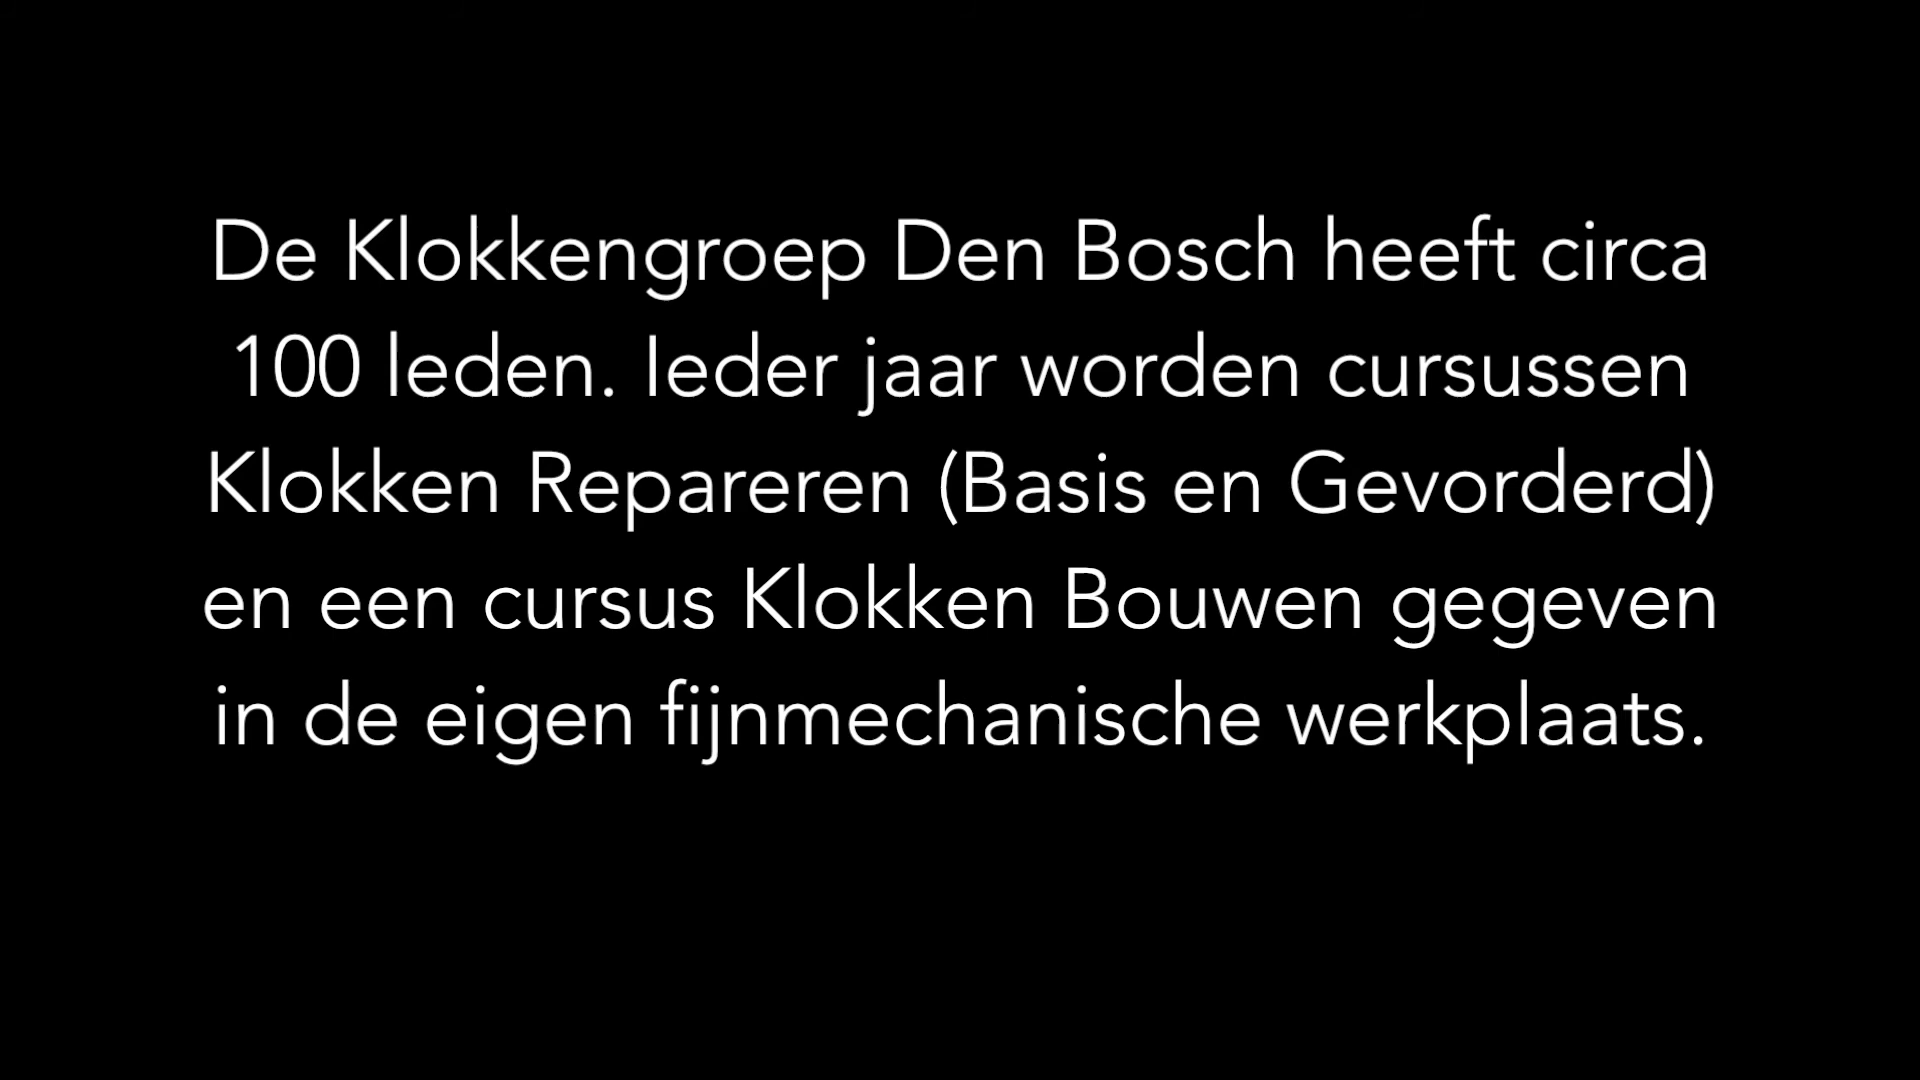 De Klokkengroep Den Bosch heeft circa
100 leden. Ieder jaar worden cursussen
Klokken Repareren (Basis en Gevorderd)
en een cursus Klokken Bouwen gegeven
in de eigen fijnmechanische werkplaats.